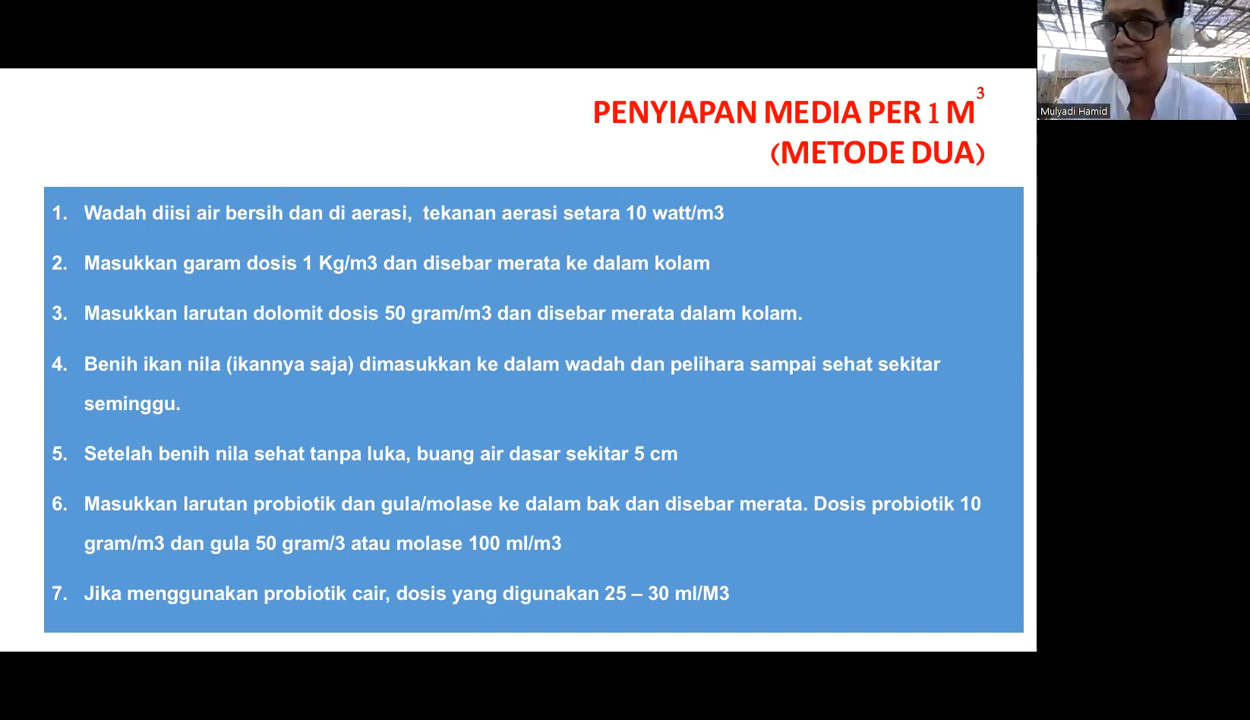 PENYIAPAN MEDIA PER 1 M3
(METODE DUA)
1. Wadah diisi air bersih dan di aerasi, tekanan aerasi setara 10 watt/m3
2. Masukkan garam dosis 1 Kg/m3 dan disebar merata ke dalam kolam
3. Masukkan larutan dolomit dosis 50 gram/m3 dan disebar merata dalam kolam.
4. Benih ikan nila (ikannya saja) dimasukkan ke dalam wadah dan pelihara sampai sehat sekitar
seminggu.
5. Setelah benih nila sehat tanpa luka, buang air dasar sekitar 5 cm
6. Masukkan larutan probiotik dan gula/molase ke dalam bak dan disebar merata. Dosis probiotik 10
gram/m3 dan gula 50 gram/3 atau molase 100 ml/m3
7. Jika menggunakan probiotik cair, dosis yang digunakan 25 – 30 ml/M3
Mulyadi Hamid